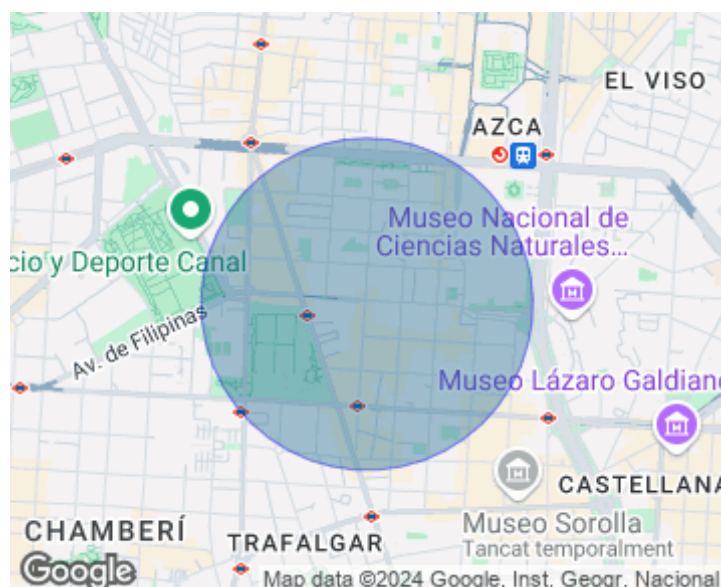 EL VISO
AZCA
Museo Nacional de
Ciencias Naturales...
cio y Deporte Canal
Av. de Filipinas
Museo Lázaro Galdiano
CASTELLANA
Museo Sorolla
Tancat temporalment
CHAMBERÍ
TRAFALGAR
Google
Map data ©2024 Google, Inst. Geogr. Nacional